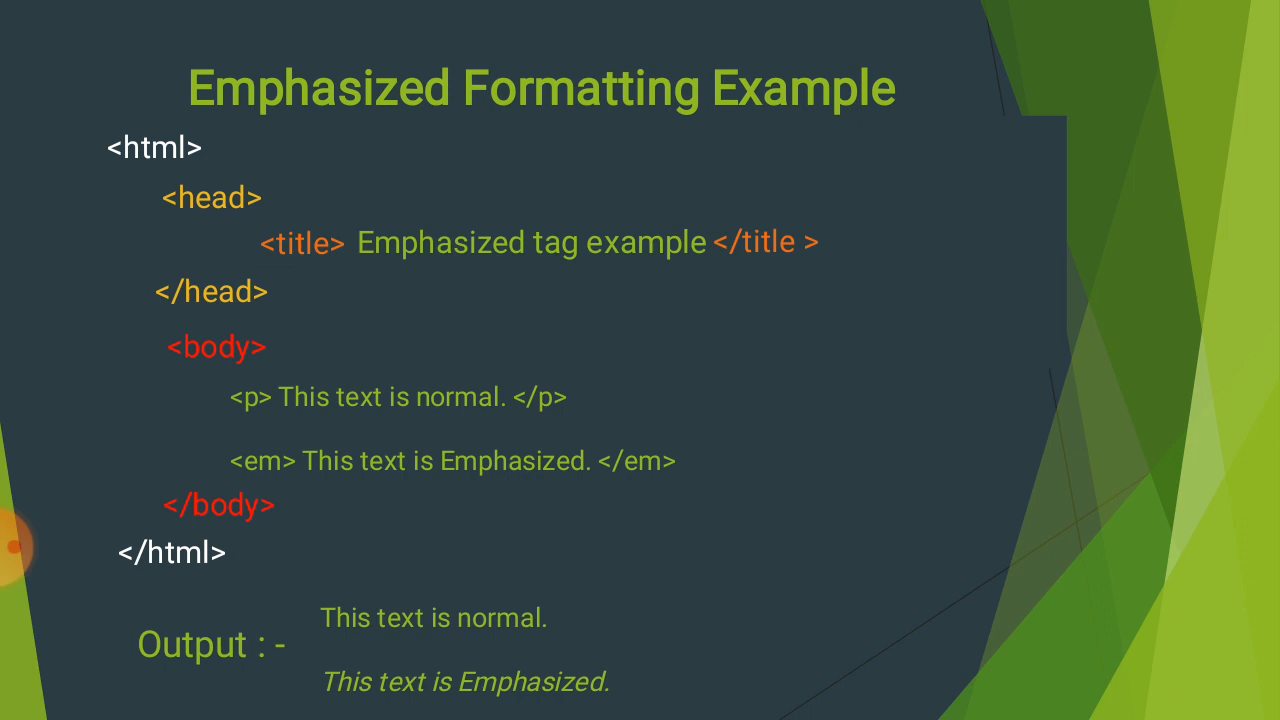 Emphasized Formatting Example
<html>
<head>
<title> Emphasized tag example </title >
</head>
<body>
<p> This text is normal. </p>
<em> This text is Emphasized. </em>
</body>
</html>
This text is normal.
Output : -
This text is Emphasized.